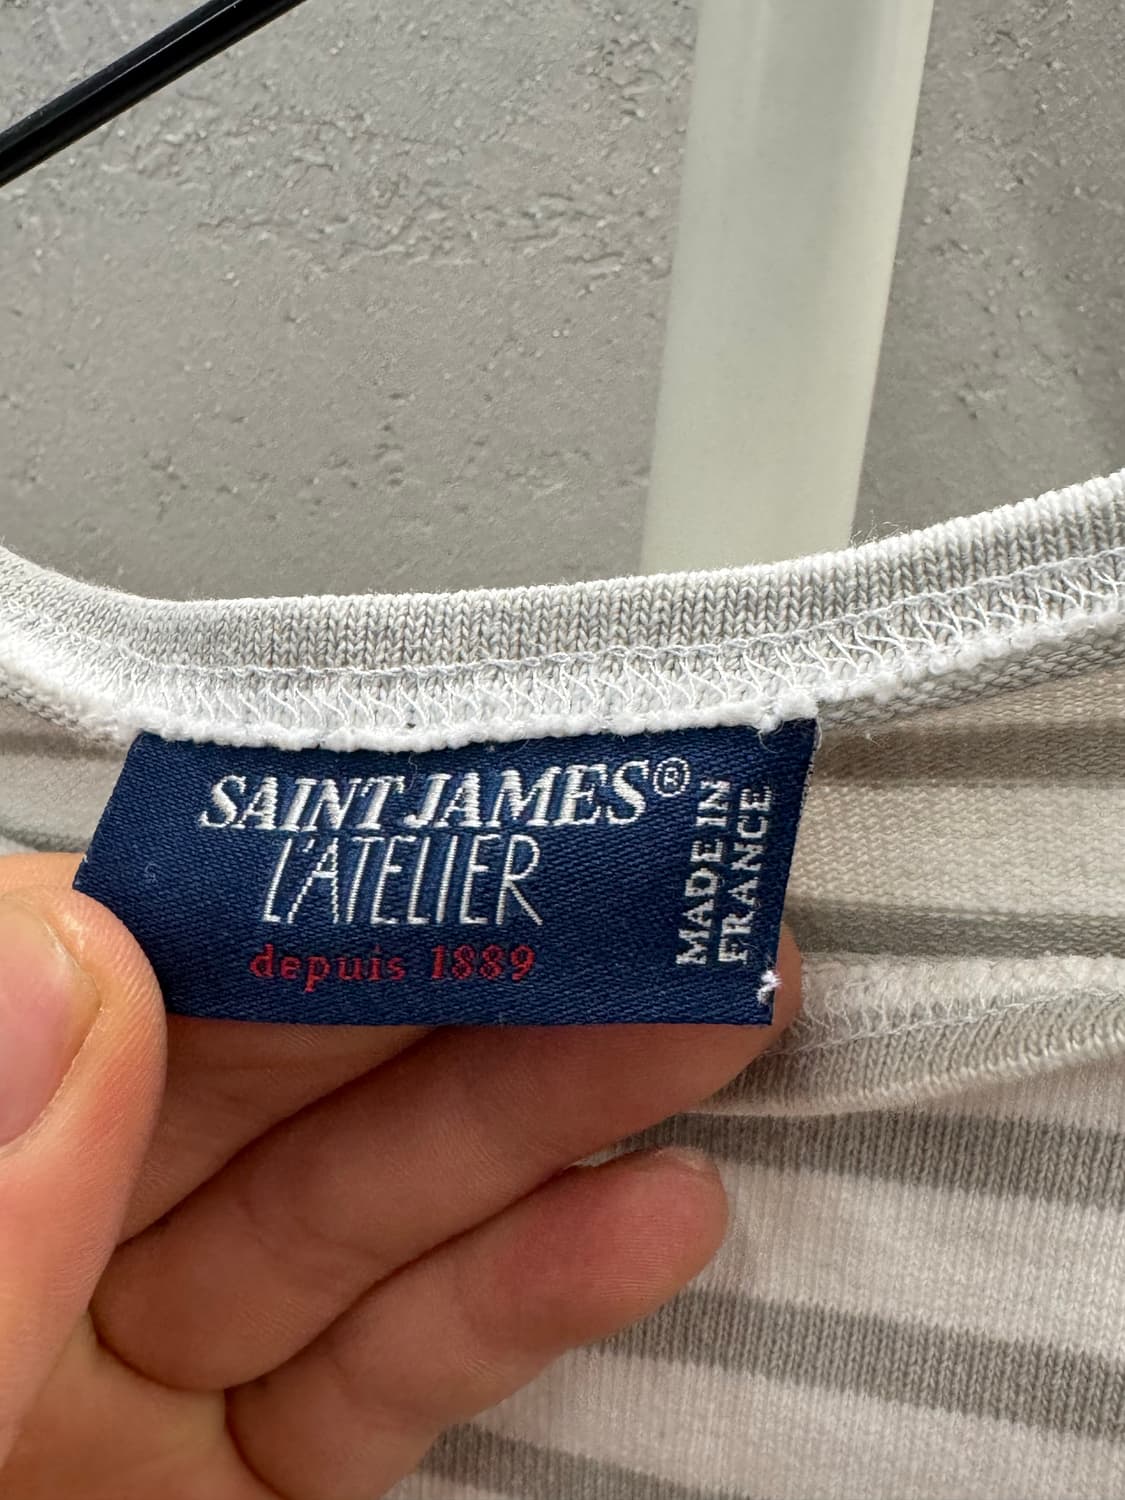 SAINT JAMES®
L'ATELIER
depuis 1889
MADE IN
FRANCE